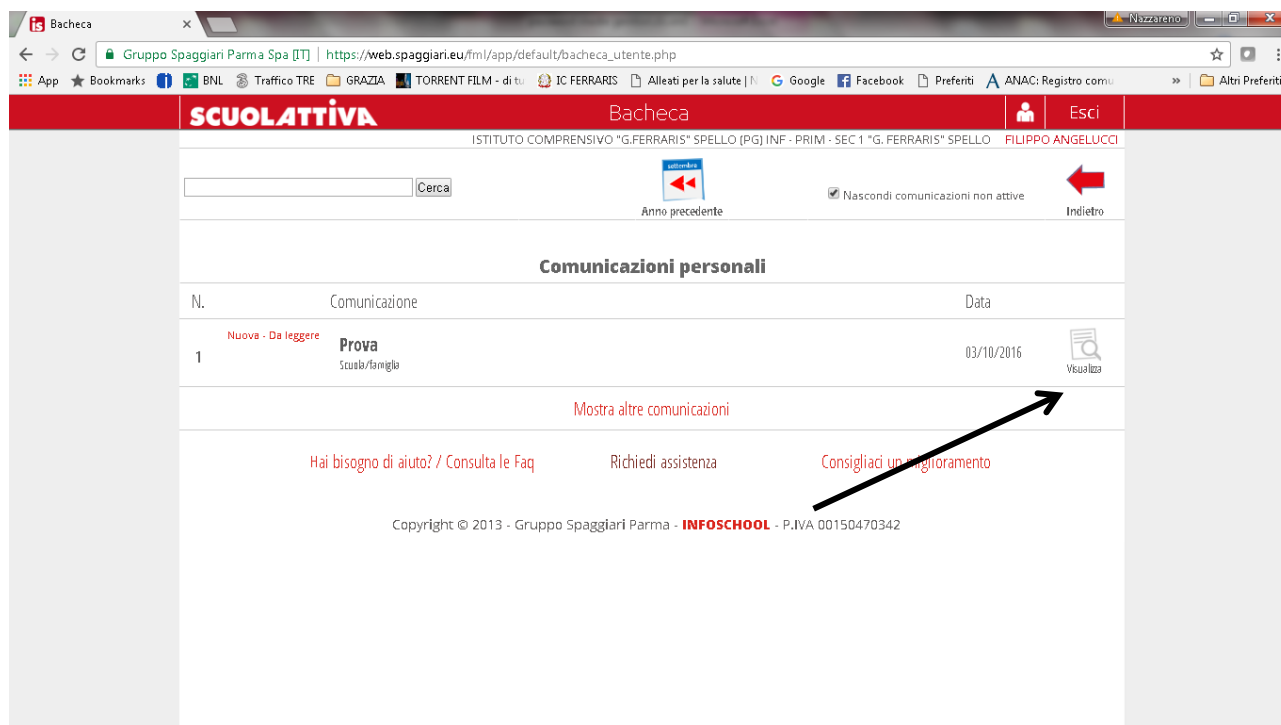 Bacheca
Nazzareno
Gruppo Spaggiari Parma Spa [IT] | https://web.spaggiari.eu/fml/app/default/bacheca_utente.php
App Bookmarks BNL Traffico TRE GRAZIA TORRENT FILM - di tu IC FERRARIS Alleati per la salute | N Google Facebook Preferiti ANAC: Registro comu » Altri Preferiti
SCUOLATTIVA Bacheca Esci
ISTITUTO COMPRENSIVO "G.FERRARIS" SPELLO (PG) INF - PRIM - SEC 1 "G. FERRARIS" SPELLO FILIPPO ANGELUCCI
settembre
Cerca
Nascondi comunicazioni non attive
Anno precedente
Indietro
Comunicazioni personali
N. Comunicazione Data
Nuova - Da leggere
1 Prova 03/10/2016
Scuola/famiglia
Visualizza
Mostra altre comunicazioni
Hai bisogno di aiuto? / Consulta le Faq Richiedi assistenza Consigliaci un miglioramento
Copyright © 2013 - Gruppo Spaggiari Parma - INFOSCHOOL - P.IVA 00150470342